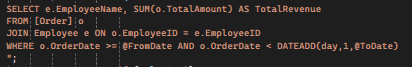 SELECT e.EmployeeName, SUM(o.TotalAmount) AS TotalRevenue
FROM [Order] o
JOIN Employee e ON o.EmployeeID = e.EmployeeID
WHERE o.OrderDate >= @FromDate AND o.OrderDate < DATEADD(day,1,@ToDate)
";